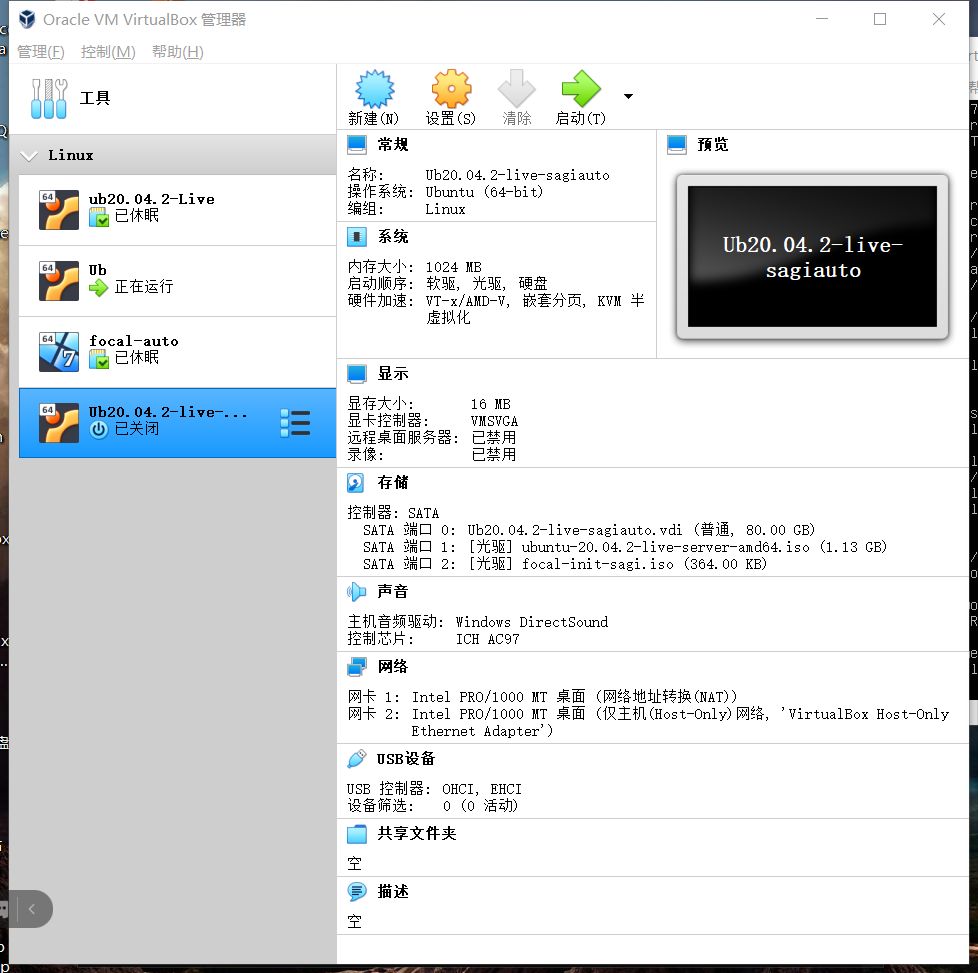 Oracle VM VirtualBox 管理器
管理(F) 控制(M) 帮助(H)
工具
新建(N) 设置(S) 清除 启动(T)
Linux
64
ub20.04.2-Live
已休眠
64
Ub
正在运行
64
7
focal-auto
已休眠
64
Ub20.04.2-live-...
已关闭
常规
名称: Ub20.04.2-live-sagiauto
操作系统: Ubuntu (64-bit)
编组: Linux
预览
Ub20.04.2-live-
sagiauto
系统
内存大小: 1024 MB
启动顺序: 软驱, 光驱, 硬盘
硬件加速: VT-x/AMD-V, 嵌套分页, KVM 半
虚拟化
显示
显存大小: 16 MB
显卡控制器: VMSVGA
远程桌面服务器: 已禁用
录像: 已禁用
存储
控制器: SATA
SATA 端口 0: Ub20.04.2-live-sagiauto.vdi (普通, 80.00 GB)
SATA 端口 1: [光驱] ubuntu-20.04.2-live-server-amd64.iso (1.13 GB)
SATA 端口 2: [光驱] focal-init-sagi.iso (364.00 KB)
声音
主机音频驱动: Windows DirectSound
控制芯片: ICH AC97
网络
网卡 1: Intel PRO/1000 MT 桌面 (网络地址转换(NAT))
网卡 2: Intel PRO/1000 MT 桌面 (仅主机(Host-Only)网络, 'VirtualBox Host-Only
Ethernet Adapter')
USB设备
USB 控制器: OHCI, EHCI
设备筛选: 0 (0 活动)
共享文件夹
空
描述
空